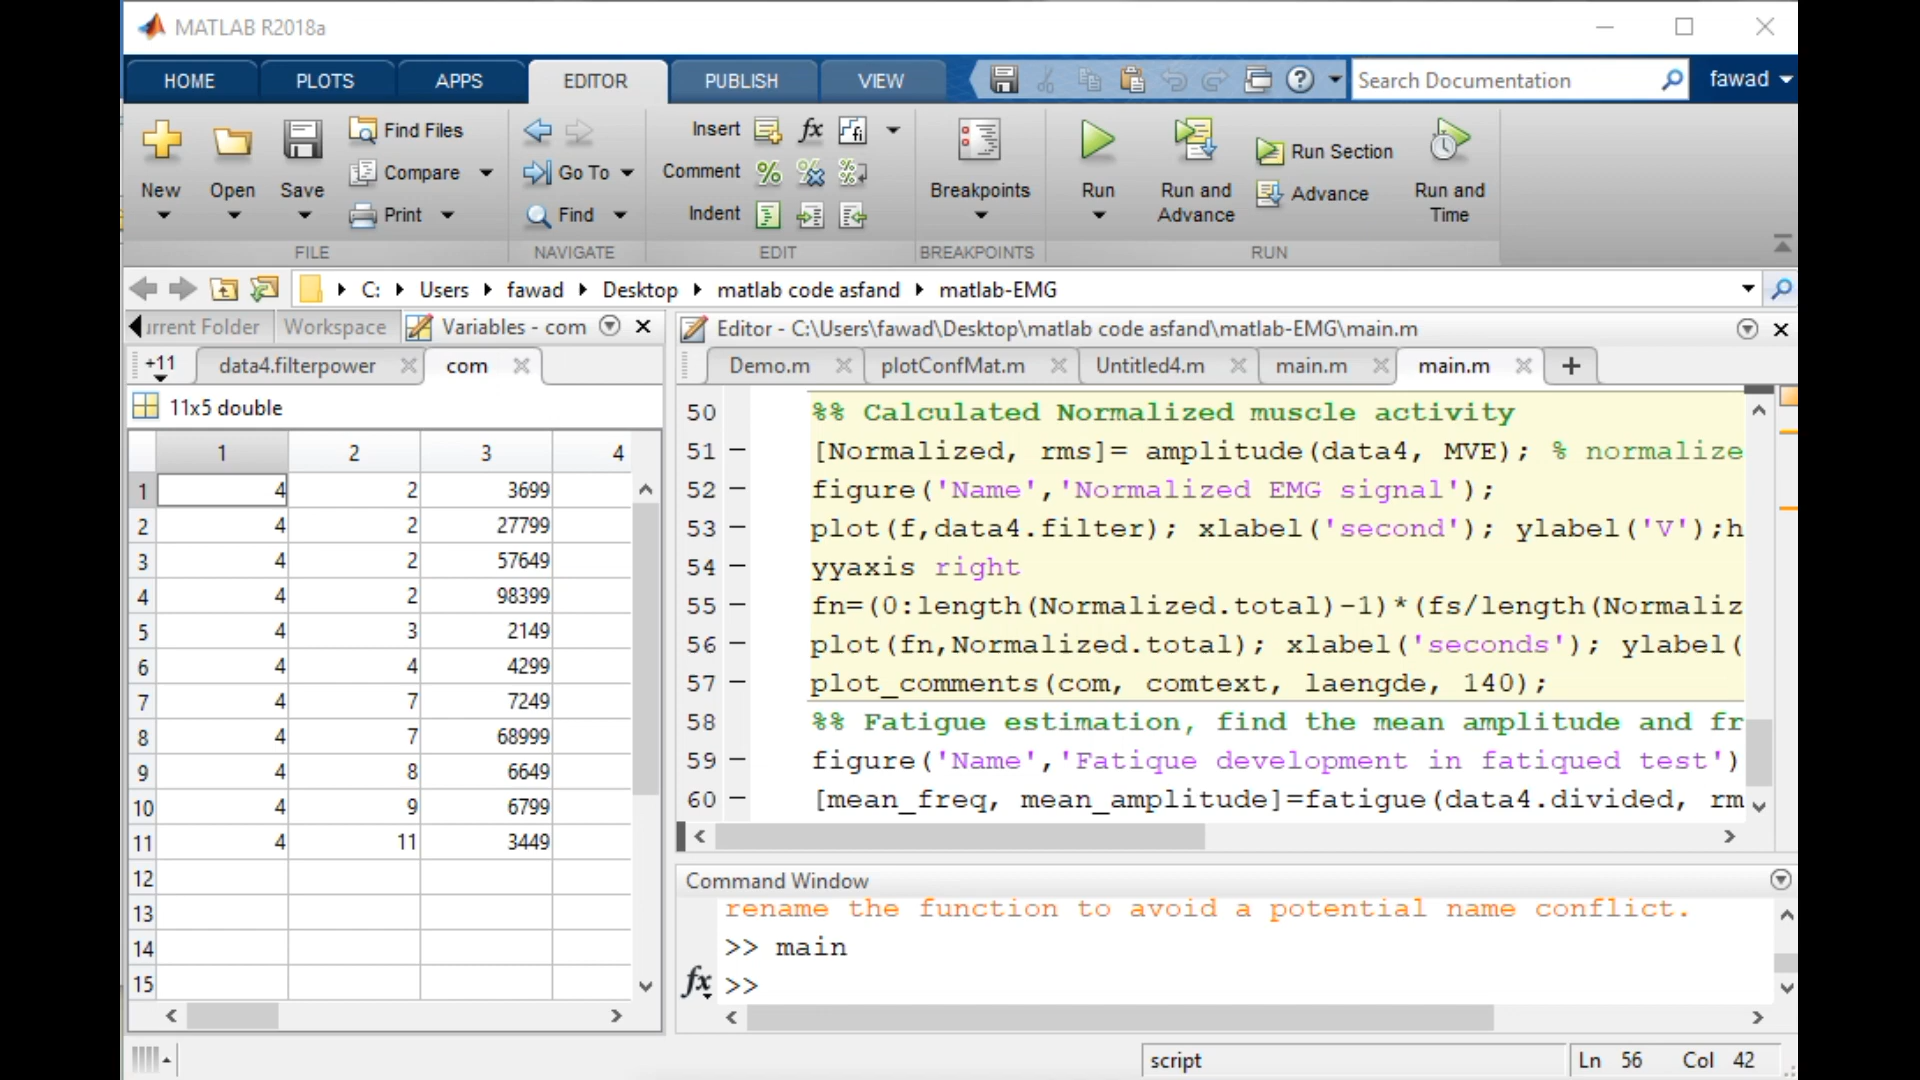 MATLAB R2018a
HOME PLOTS APPS EDITOR PUBLISH VIEW Search Documentation fawad
New Open Save Find Files Compare Print
FILE
Go To Find
NAVIGATE
Insert fx fi
Comment
Indent
EDIT
Breakpoints
BREAKPOINTS
Run Run and Advance Run Section Advance Run and Time
RUN
C: Users fawad Desktop matlab code asfand matlab-EMG
urrent Folder Workspace Variables - com
+11 data4.filterpower com
11x5 double
1 2 3 4
1 4 2 3699
2 4 2 27799
3 4 2 57649
4 4 2 98399
5 4 3 2149
6 4 4 4299
7 4 7 7249
8 4 7 68999
9 4 8 6649
10 4 9 6799
11 4 11 3449
12
13
14
15
Editor - C:\Users\fawad\Desktop\matlab code asfand\matlab-EMG\main.m
Demo.m plotConfMat.m Untitled4.m main.m main.m +
50 %% Calculated Normalized muscle activity
51 – [Normalized, rms]= amplitude(data4, MVE); % normalize
52 – figure('Name','Normalized EMG signal');
53 – plot(f,data4.filter); xlabel('second'); ylabel('V');h
54 – yyaxis right
55 – fn=(0:length(Normalized.total)-1)*(fs/length(Normaliz
56 – plot(fn,Normalized.total); xlabel('seconds'); ylabel(
57 – plot_comments(com, comtext, laengde, 140);
58 %% Fatigue estimation, find the mean amplitude and fr
59 – figure('Name','Fatique development in fatiqued test')
60 – [mean_freq, mean_amplitude]=fatigue(data4.divided, rm
Command Window
rename the function to avoid a potential name conflict.
>> main
fx >>
script Ln 56 Col 42